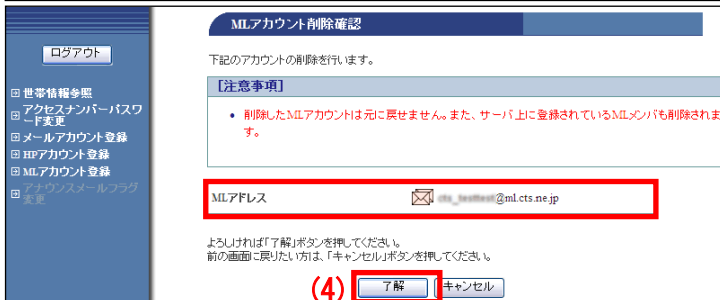 MLアカウント削除確認
ログアウト
下記のアカウントの削除を行います。
世帯情報参照
アクセスナンバーパスワ
ード変更
メールアカウント登録
HPアカウント登録
MLアカウント登録
アナウンスメールフラグ
変更
[注意事項]
削除したMLアカウントは元に戻せません。また、サーバ上に登録されているMLメンバも削除されま
す。
MLアドレス
@ml.cts.ne.jp
よろしければ「了解」ボタンを押してください。
前の画面に戻りたい方は、「キャンセル」ボタンを押してください。
(4) 了解 キャンセル